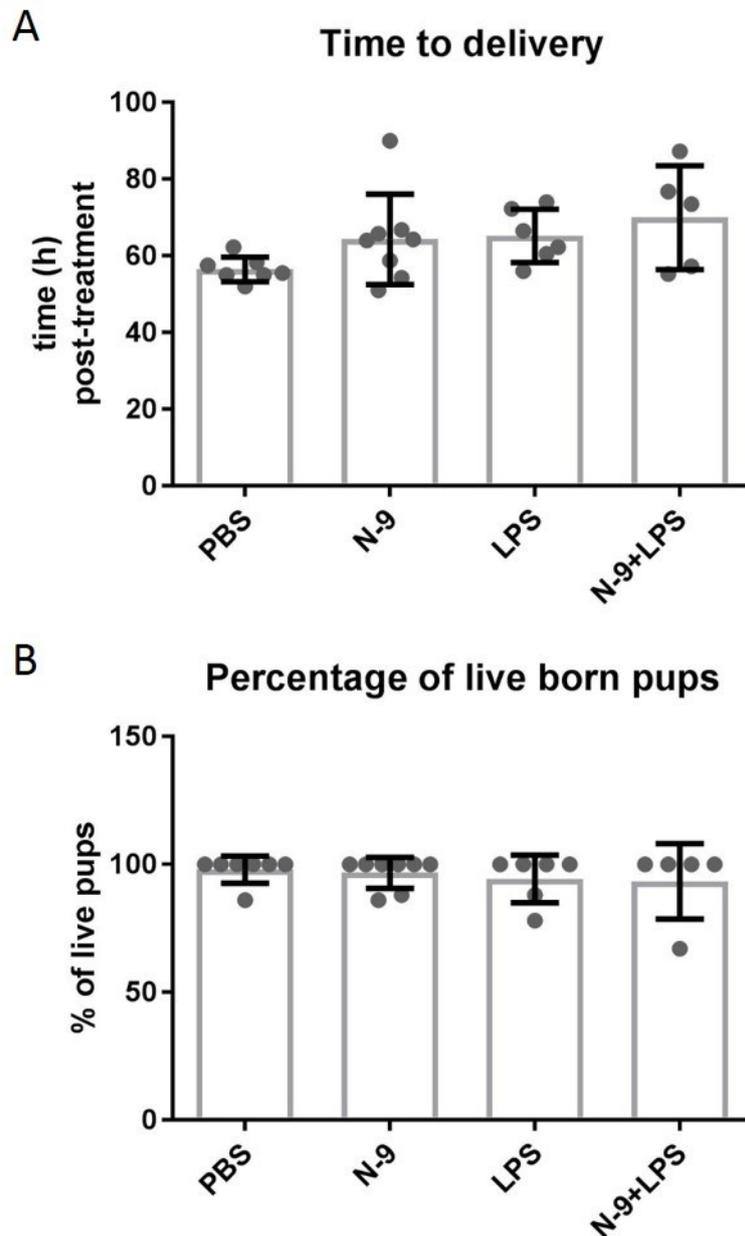 A
Time to delivery
time (h)
post-treatment
100
80
60
40
20
0
PBS
N-9
LPS
N-9+LPS
B
Percentage of live born pups
% of live pups
150
100
50
0
PBS
N-9
LPS
N-9+LPS